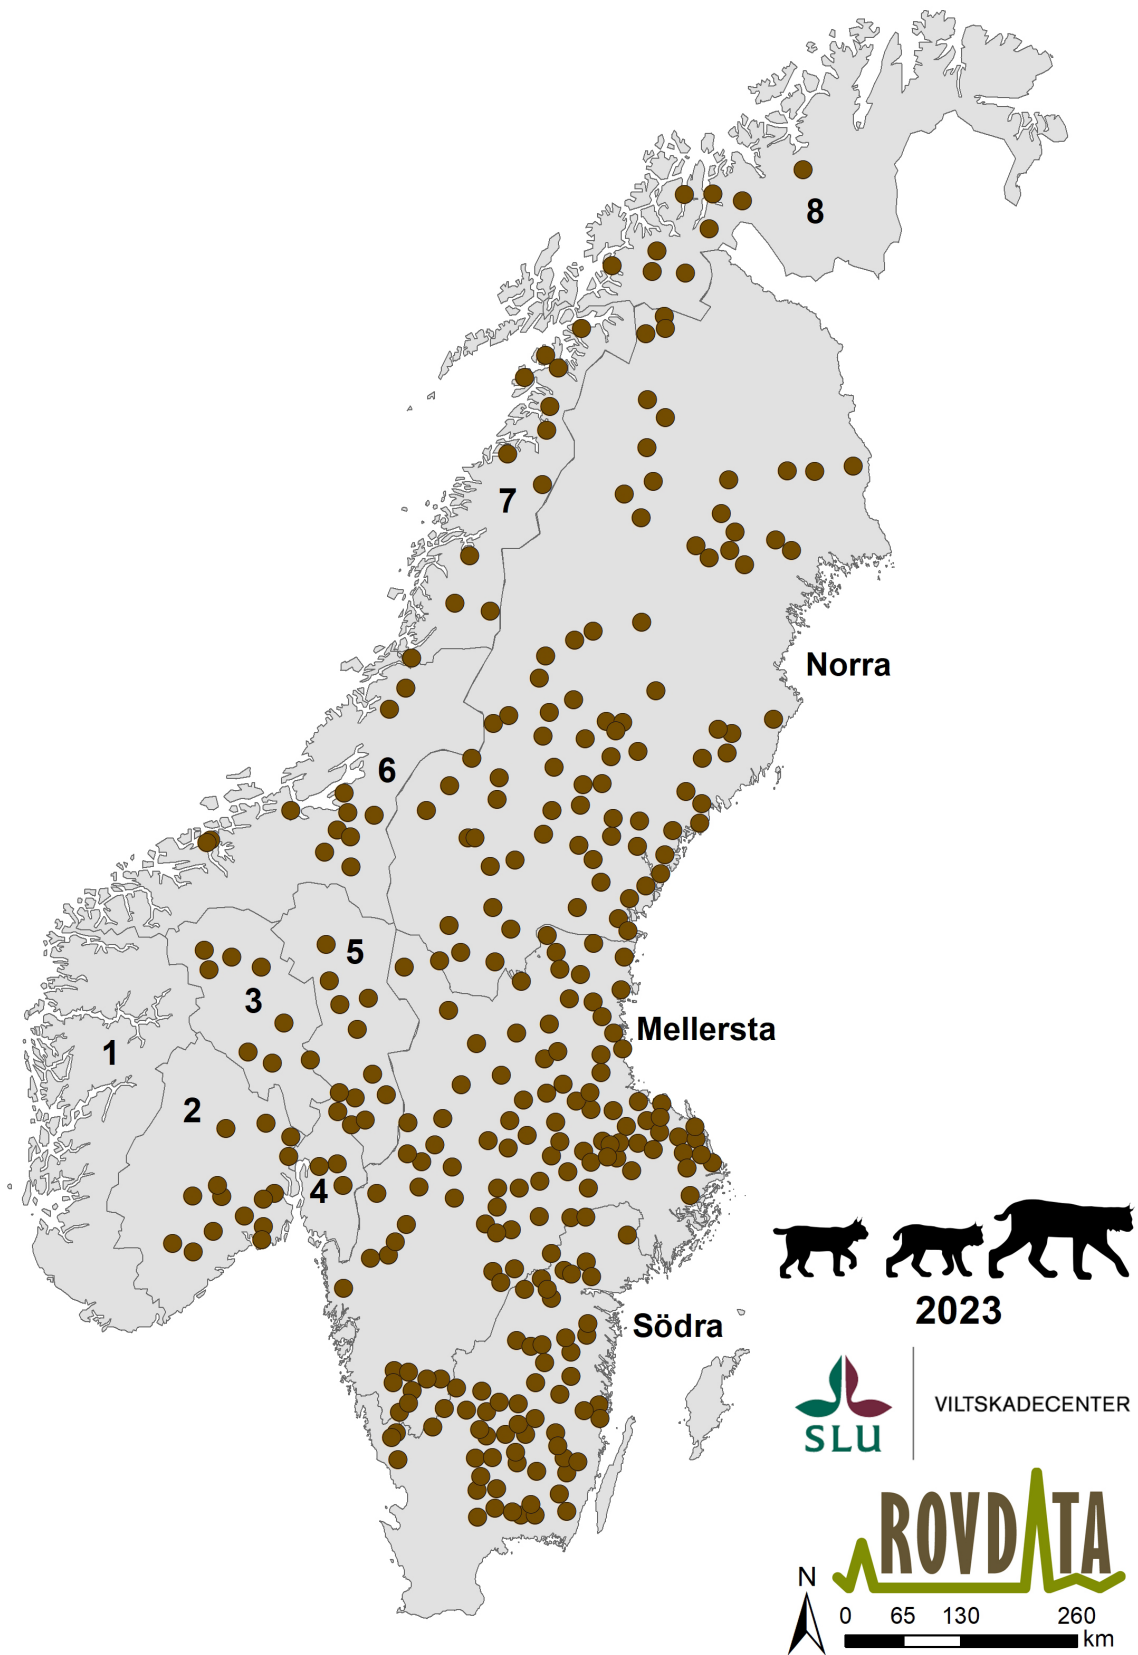 8
7
Norra
6
5
3
Mellersta
1
2
4
2023
Södra
SLU
VILTSKADECENTER
ROVDATA
N
0 65 130 260
km